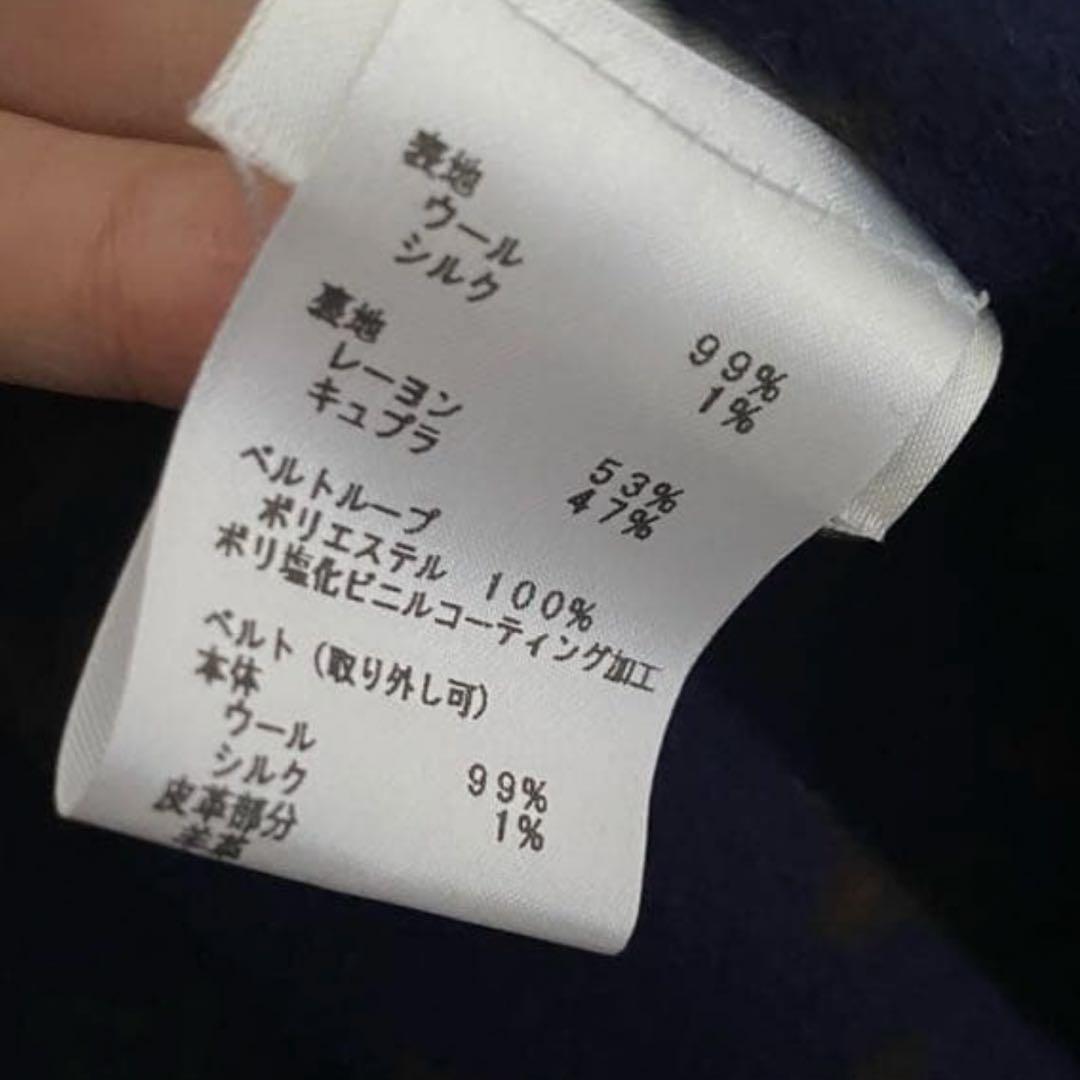 表地
ウール 99%
シルク 1%
裏地
レーヨン 53%
キュプラ 47%
ベルトループ
ポリエステル 100%
ポリ塩化ビニルコーティング加工
ベルト(取り外し可)
本体
ウール 99%
シルク 1%
皮革部分
羊革